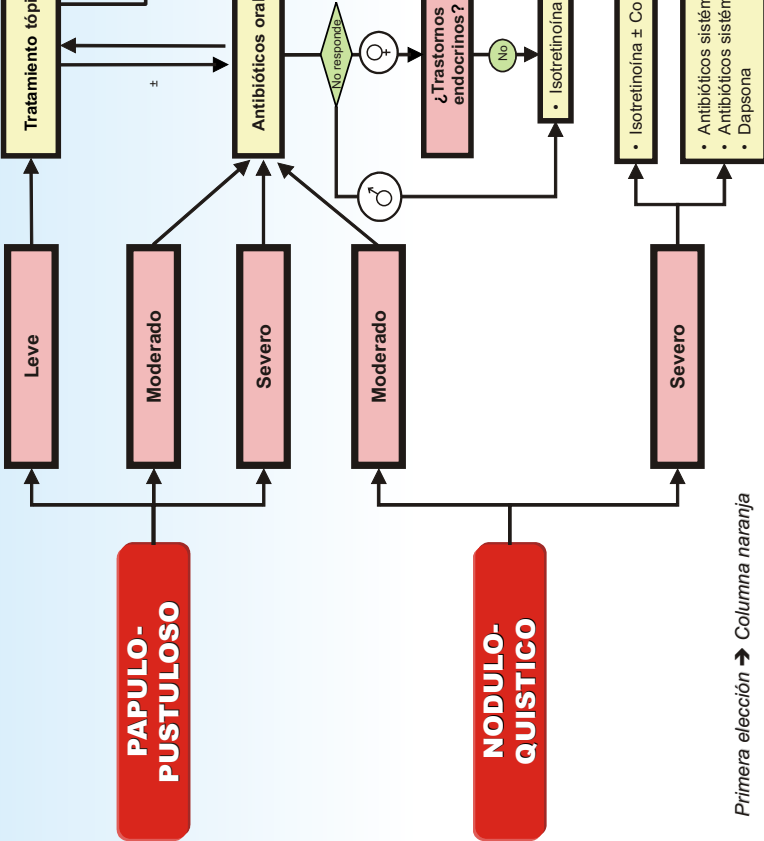 PAPULO-
PUSTULOSO
Leve
Moderado
Severo
Tratamiento tópi
±
Antibióticos oral
No responde
NODULO-
QUISTICO
Moderado
Severo
¿Trastornos
endocrinos?
No
• Isotretinoína
• Isotretinoína ± Co
• Antibióticos sistém
• Antibióticos sistém
• Dapsona
Primera elección ➔ Columna naranja